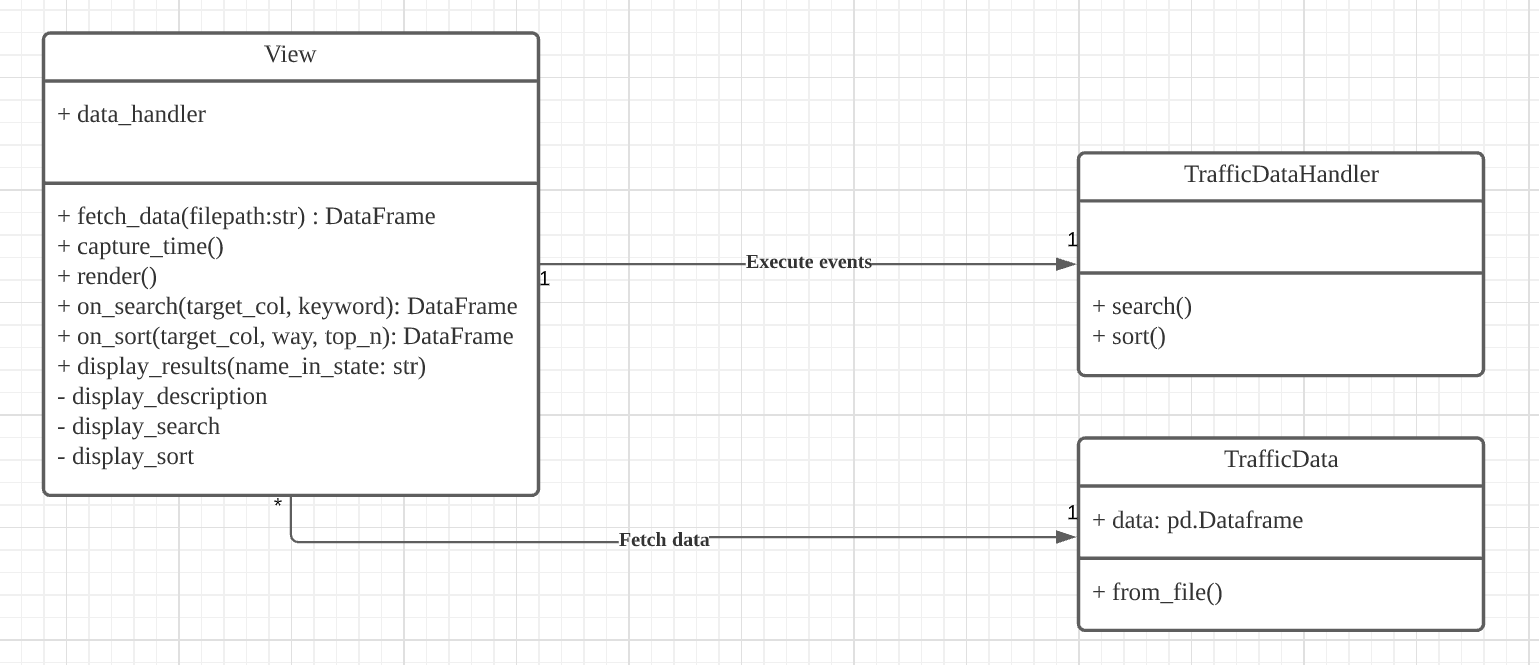 View
+ data_handler
+ fetch_data(filepath:str) : DataFrame
+ capture_time()
+ render()
+ on_search(target_col, keyword): DataFrame
+ on_sort(target_col, way, top_n): DataFrame
+ display_results(name_in_state: str)
- display_description
- display_search
- display_sort
1
Execute events
1
TrafficDataHandler
+ search()
+ sort()
*
Fetch data
1
TrafficData
+ data: pd.Dataframe
+ from_file()